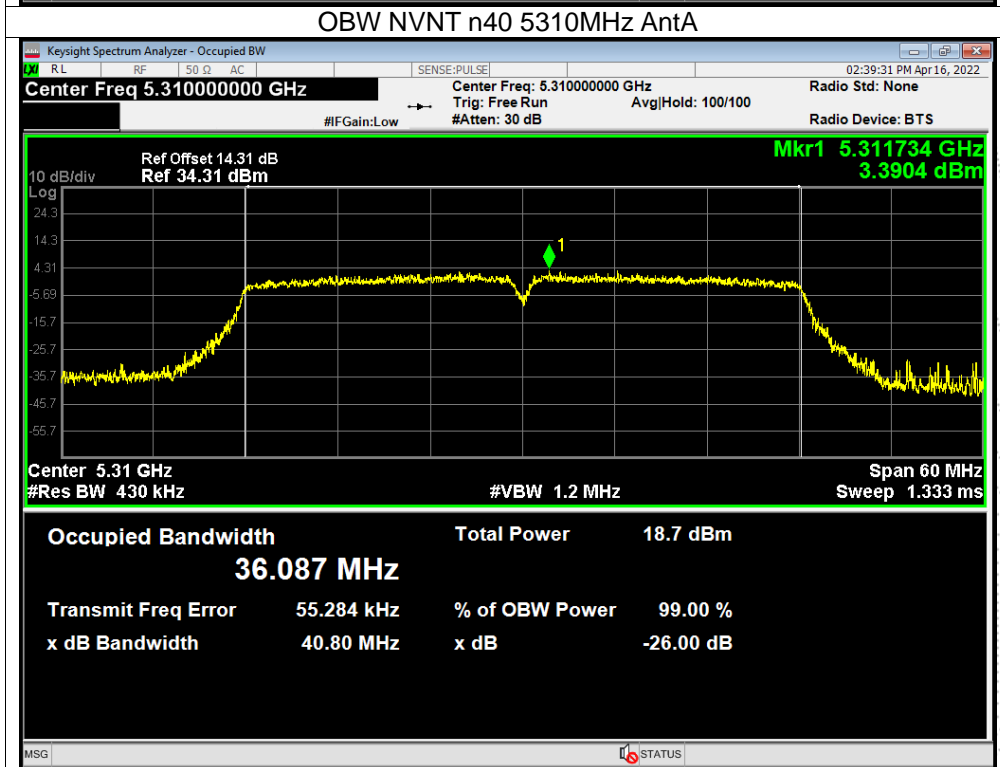 OBW NVNT n40 5310MHz AntA
Keysight Spectrum Analyzer - Occupied BW
LXI RL RF 50 Ω AC SENSE:PULSE 02:39:31 PM Apr 16, 2022
Center Freq 5.310000000 GHz Center Freq: 5.310000000 GHz Radio Std: None
Trig: Free Run Avg|Hold: 100/100
#IFGain:Low #Atten: 30 dB Radio Device: BTS
Mkr1 5.311734 GHz
3.3904 dBm
Ref Offset 14.31 dB
10 dB/div Ref 34.31 dBm
Log
24.3
14.3
1
4.31
-5.69
-15.7
-25.7
-35.7
-45.7
-55.7
Center 5.31 GHz Span 60 MHz
#Res BW 430 kHz #VBW 1.2 MHz Sweep 1.333 ms
Occupied Bandwidth Total Power 18.7 dBm
36.087 MHz
Transmit Freq Error 55.284 kHz % of OBW Power 99.00 %
x dB Bandwidth 40.80 MHz x dB -26.00 dB
MSG STATUS